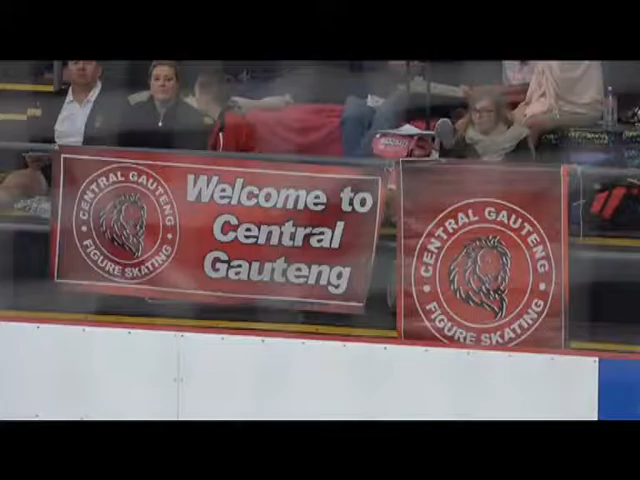 CENTRAL GAUTENG
FIGURE SKATING
Welcome to
Central
Gauteng
CENTRAL GAUTENG
FIGURE SKATING